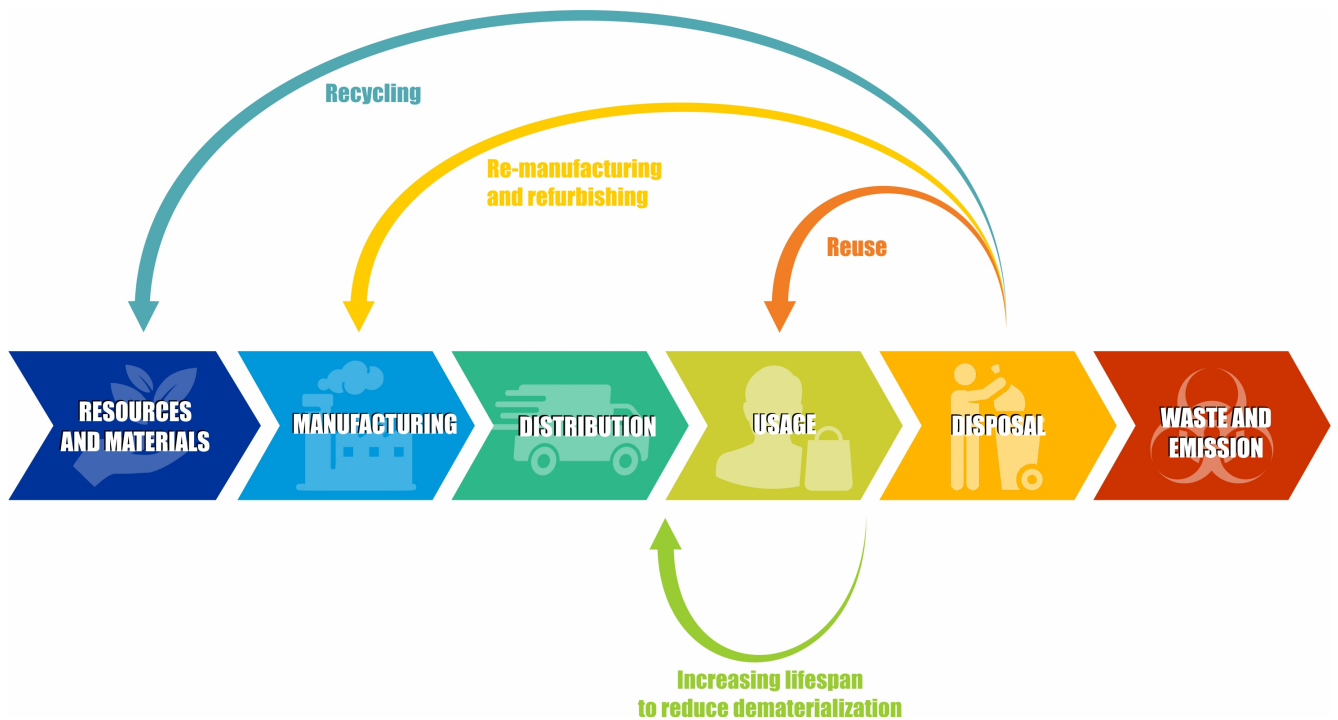 Recycling
Re-manufacturing
and refurbishing
Reuse
RESOURCES
AND MATERIALS
MANUFACTURING
DISTRIBUTION
USAGE
DISPOSAL
WASTE AND
EMISSION
Increasing lifespan
to reduce dematerialization